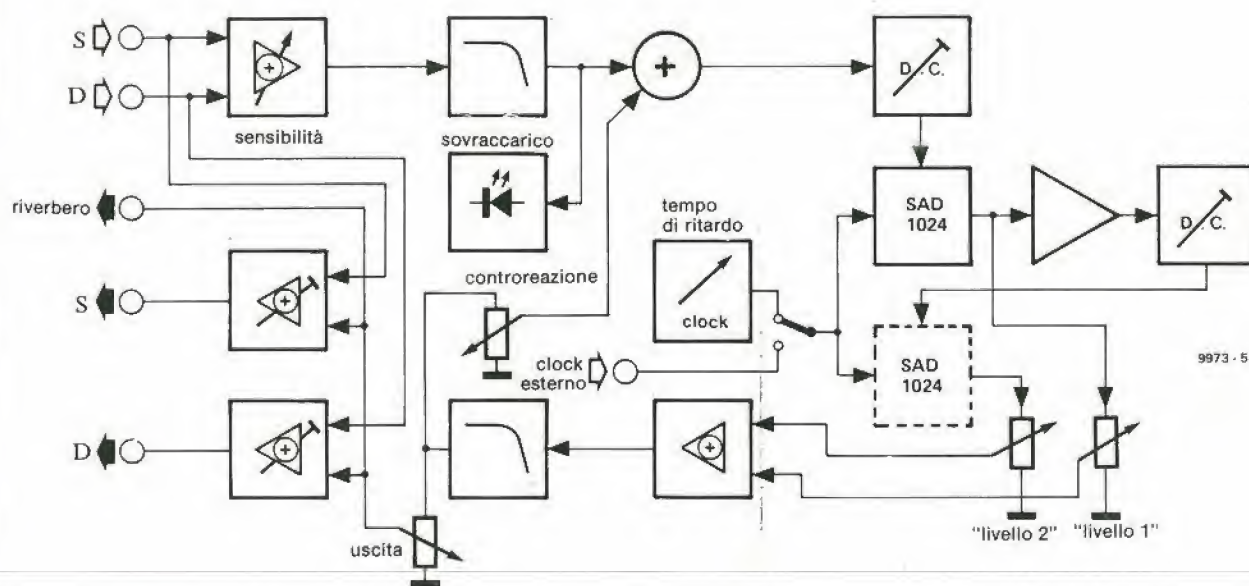 S
D
sensibilità
sovraccarico
+
D.C.
riverbero
tempo
di ritardo
SAD
1024
D.C.
controreazione
S
clock
clock
esterno
SAD
1024
9973 - 5
D
uscita
"livello 2"
"livello 1"